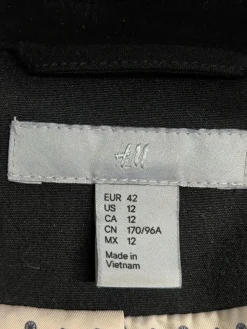 H&M
EUR 42
US 12
CA 12
CN 170/96A
MX 12
Made in
Vietnam